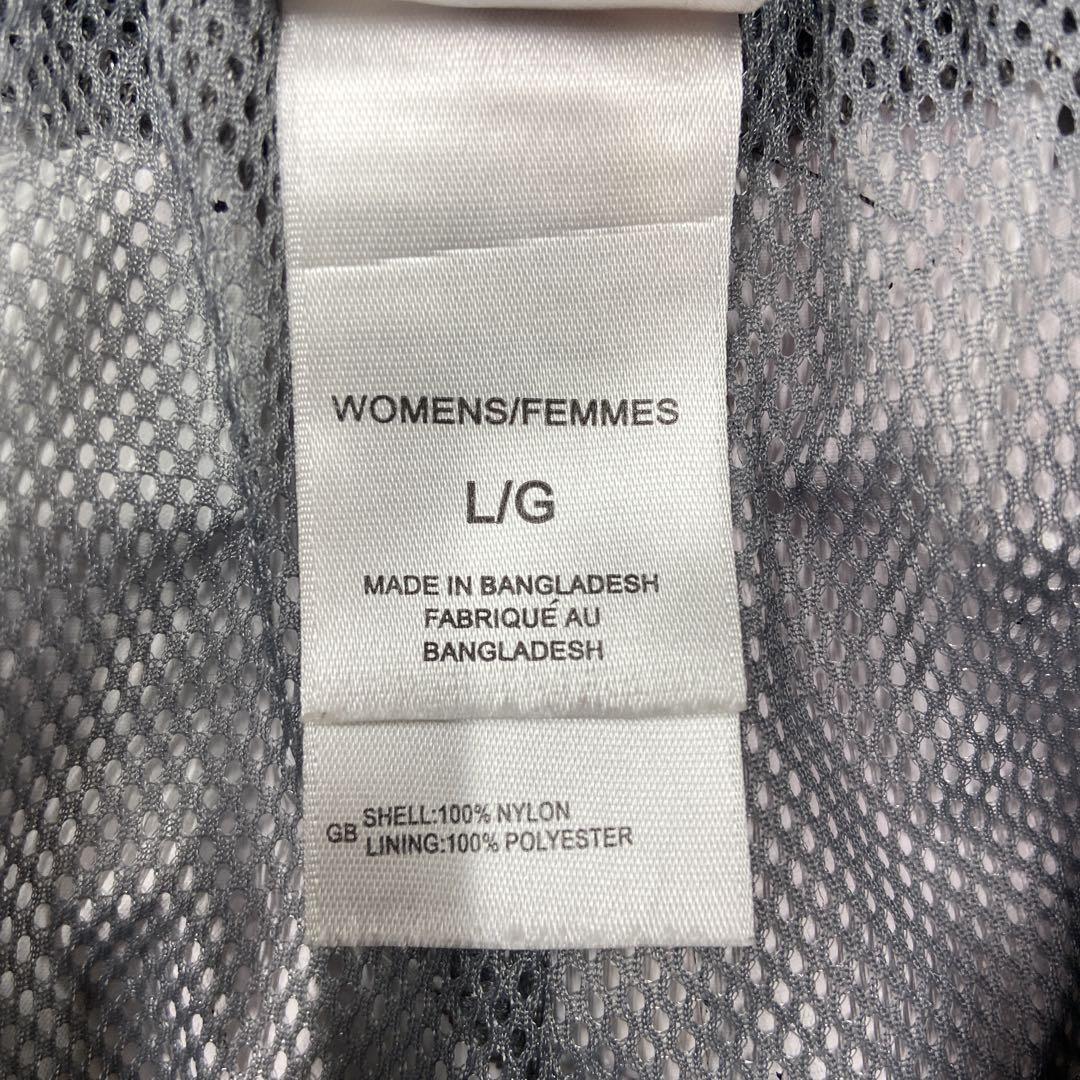 WOMENS/FEMMES
L/G
MADE IN BANGLADESH
FABRIQUÉ AU
BANGLADESH
GB SHELL:100% NYLON
LINING:100% POLYESTER